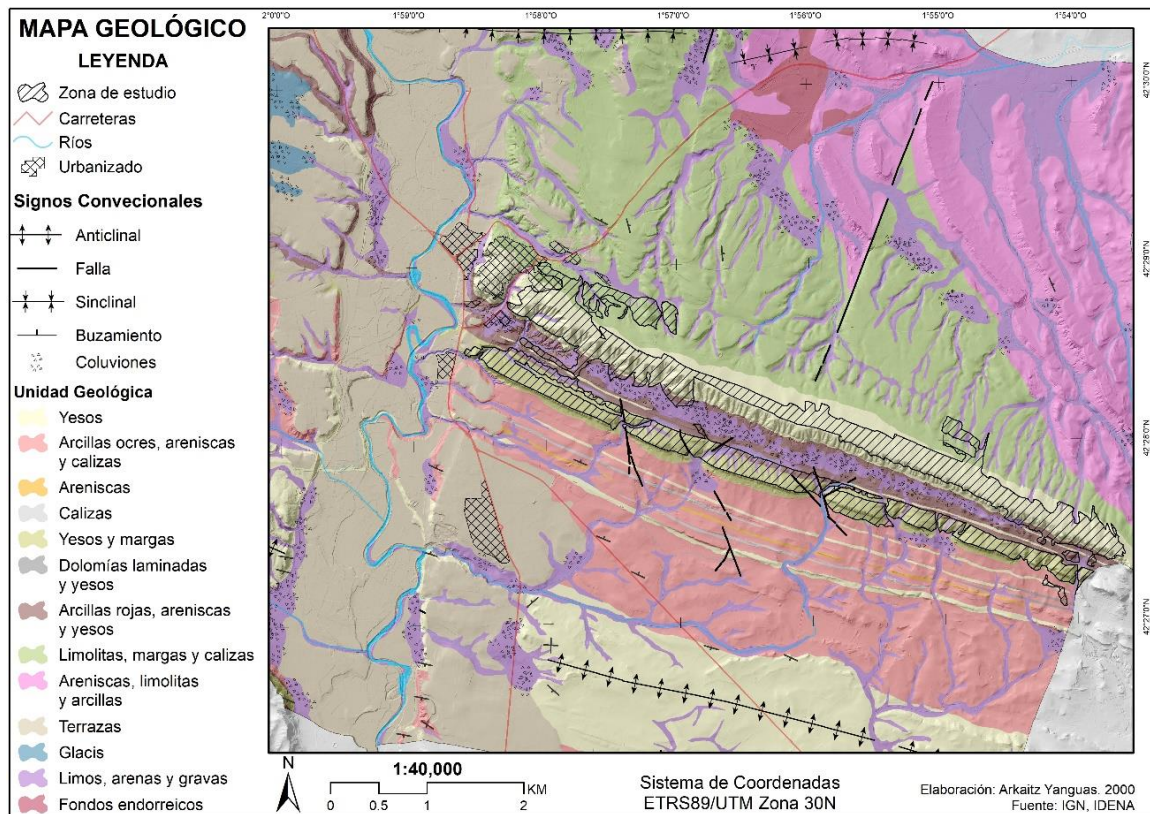 MAPA GEOLÓGICO
LEYENDA
Zona de estudio
Carreteras
Ríos
Urbanizado
Signos Convecionales
Anticlinal
Falla
Sinclinal
Buzamiento
Coluviones
Unidad Geológica
Yesos
Arcillas ocres, areniscas
y calizas
Areniscas
Calizas
Yesos y margas
Dolomías laminadas
y yesos
Arcillas rojas, areniscas
y yesos
Limolitas, margas y calizas
Areniscas, limolitas
y arcillas
Terrazas
Glacis
Limos, arenas y gravas
Fondos endorreicos
2°0'0"N
1°59'0"N
1°58'0"N
1°57'0"N
1°56'0"N
1°55'0"N
1°54'0"N
42°30'0"N
42°29'0"N
42°28'0"N
42°27'0"N
N
1:40,000
KM
0 0.5 1 2
Sistema de Coordenadas
ETRS89/UTM Zona 30N
Elaboración: Arkaitz Yanguas. 2000
Fuente: IGN, IDENA